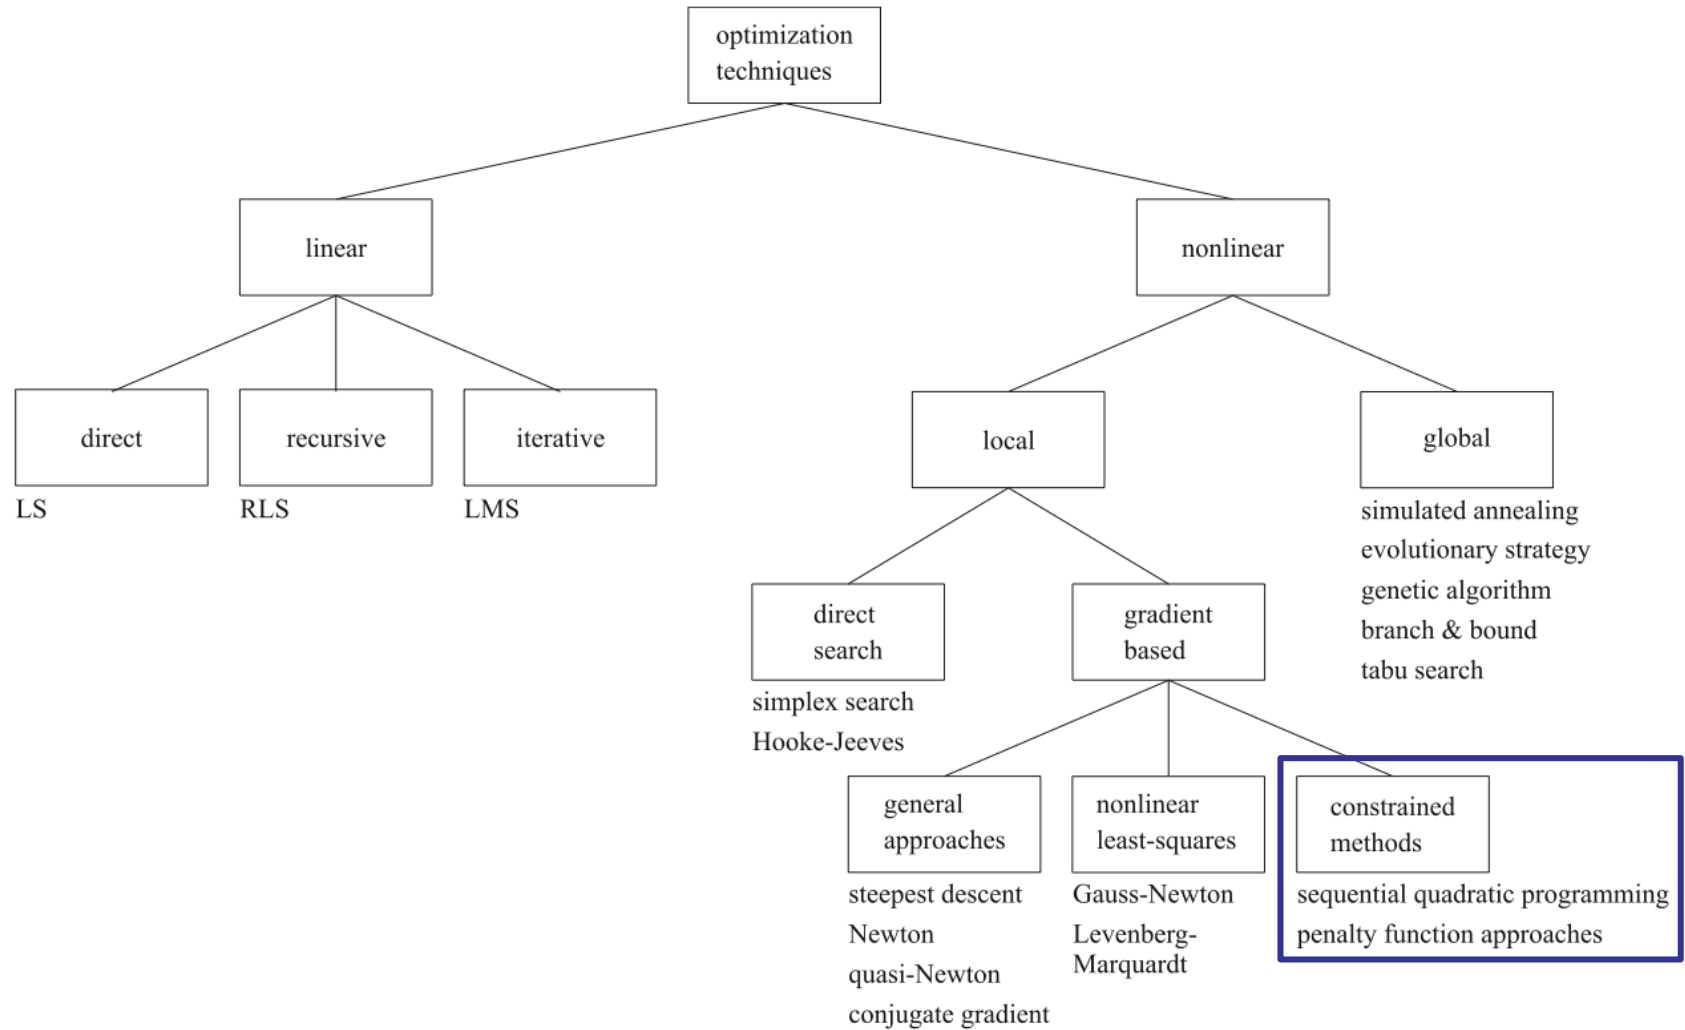 optimization
techniques
linear
nonlinear
direct
recursive
iterative
LS
RLS
LMS
local
global
simulated annealing
evolutionary strategy
genetic algorithm
branch & bound
tabu search
direct
search
simplex search
Hooke-Jeeves
gradient
based
general
approaches
steepest descent
Newton
quasi-Newton
conjugate gradient
nonlinear
least-squares
Gauss-Newton
Levenberg-
Marquardt
constrained
methods
sequential quadratic programming
penalty function approaches